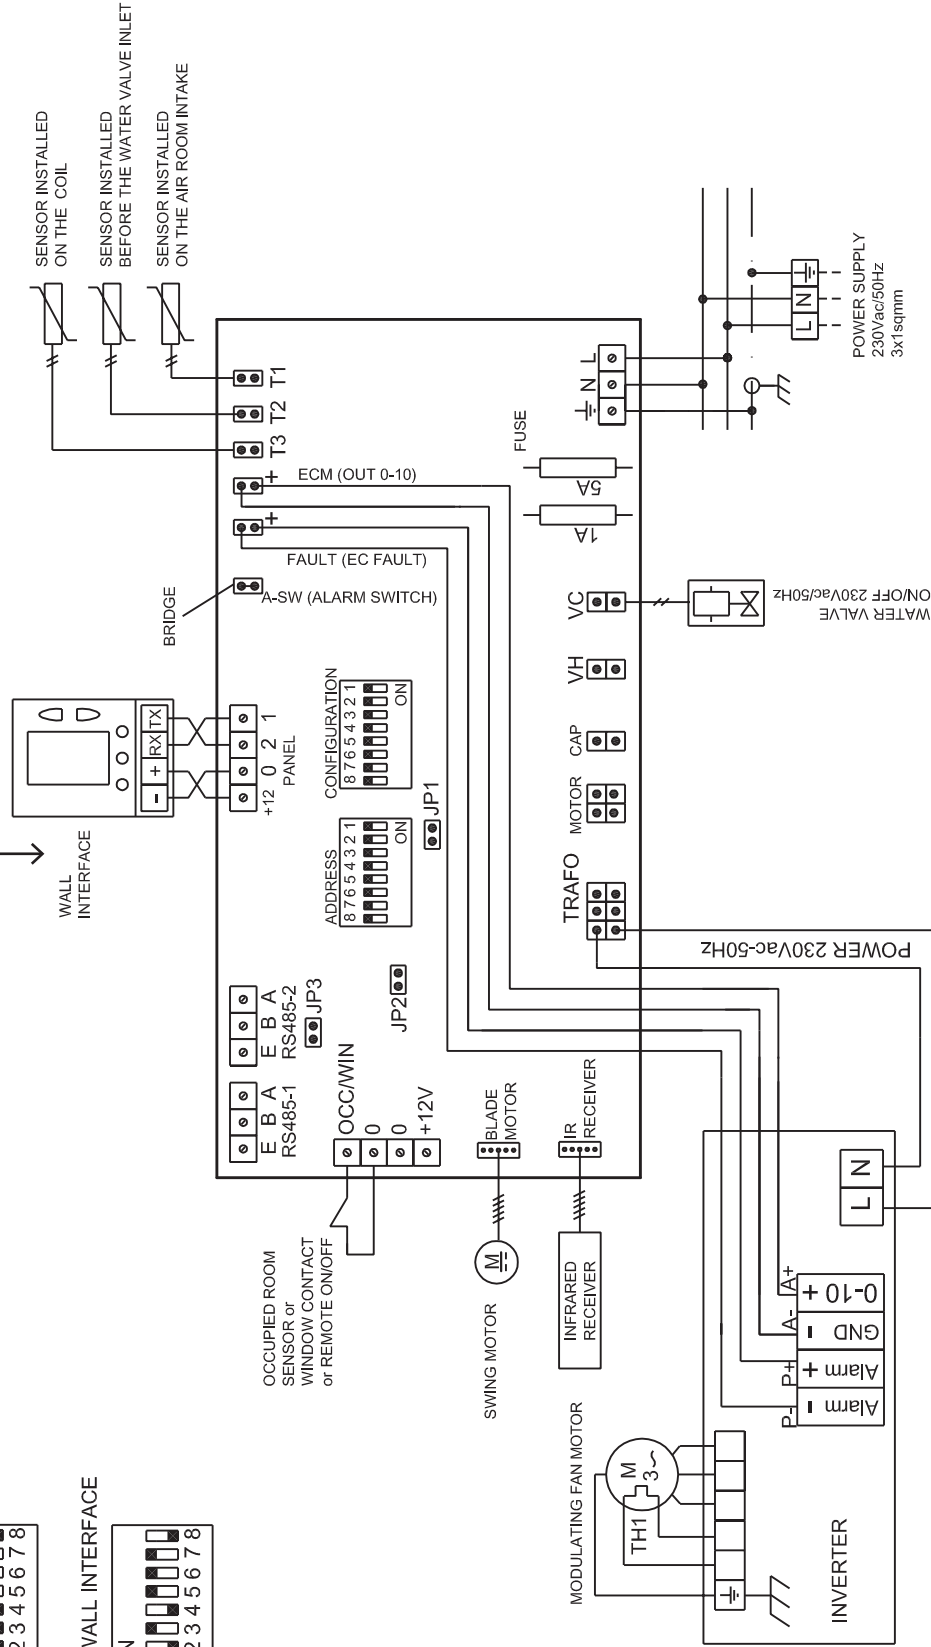 SENSOR INSTALLED
ON THE COIL
SENSOR INSTALLED
BEFORE THE WATER VALVE INLET
SENSOR INSTALLED
ON THE AIR ROOM INTAKE
T3
T2
T1
+
ECM (OUT 0-10)
+
FAULT (EC FAULT)
BRIDGE
A-SW (ALARM SWITCH)
WALL
INTERFACE
- + RX TX
+12 0 2 1
PANEL
CONFIGURATION
8 7 6 5 4 3 2 1
ON
ADDRESS
8 7 6 5 4 3 2 1
ON
JP1
JP2
JP3
E B A
RS485-2
E B A
RS485-1
OCC/WIN
0
0
+12V
OCCUPIED ROOM
SENSOR or
WINDOW CONTACT
or REMOTE ON/OFF
BLADE
MOTOR
M
SWING MOTOR
IR
RECEIVER
INFRARED
RECEIVER
FUSE
5A
1A
N L
L N
POWER SUPPLY
230Vac/50Hz
3x1sqmm
VC
VH
CAP
MOTOR
TRAFO
WATER VALVE
ON/OFF 230Vac/50Hz
POWER 230Vac-50Hz
L N
P- P+ A- A+
Alarm -
Alarm +
GND -
0-10 +
MODULATING FAN MOTOR
M
3~
TH1
INVERTER
2 3 4 5 6 7 8
WALL INTERFACE
N
2 3 4 5 6 7 8